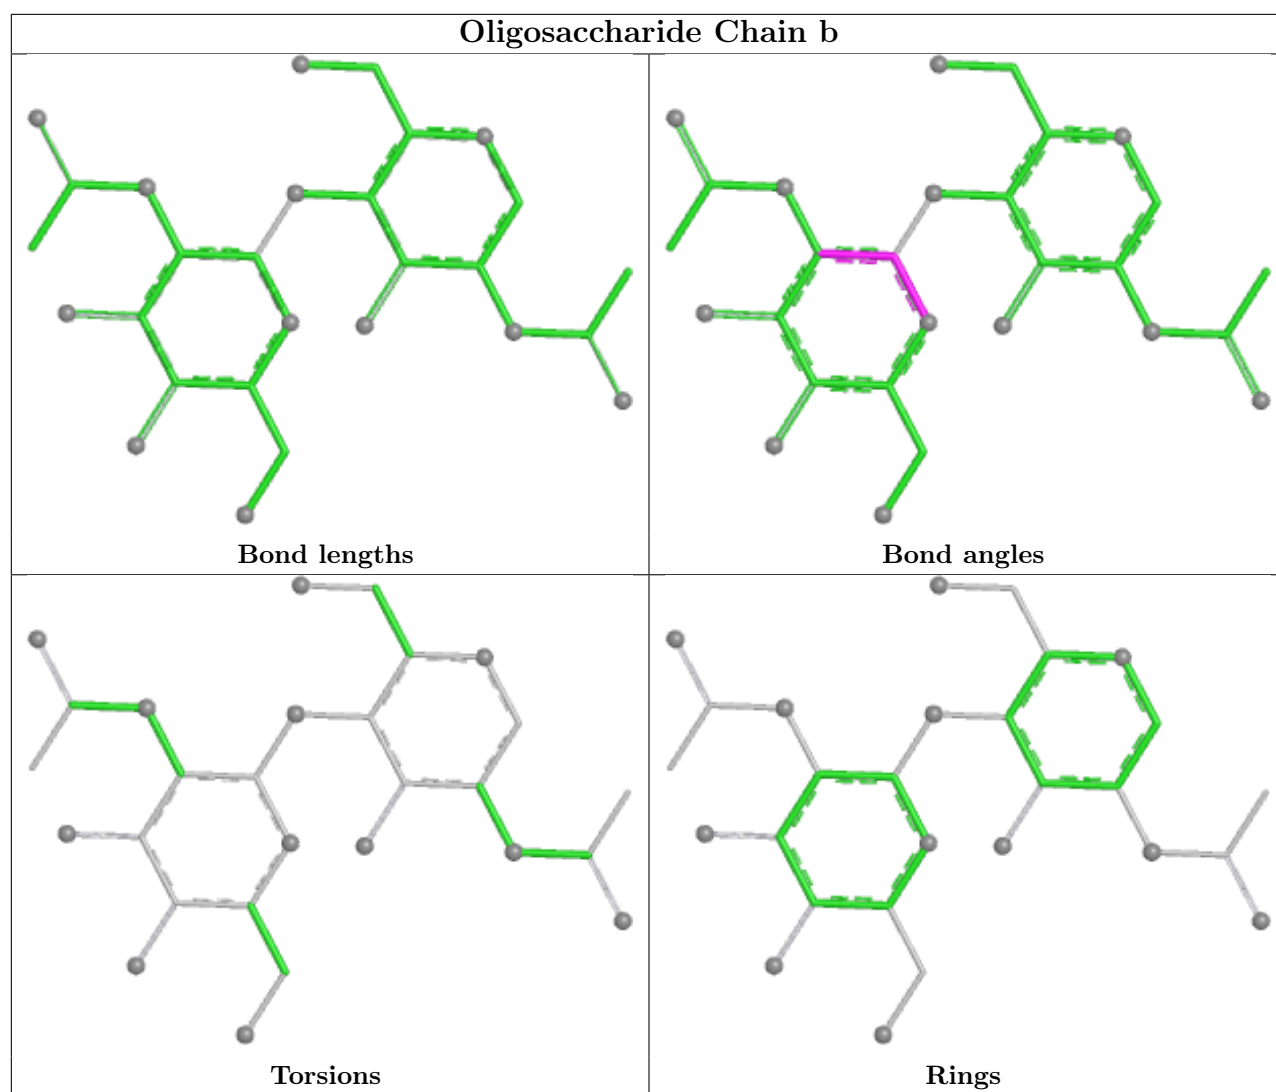 Oligosaccharide Chain b
Bond lengths
Bond angles
Torsions
Rings